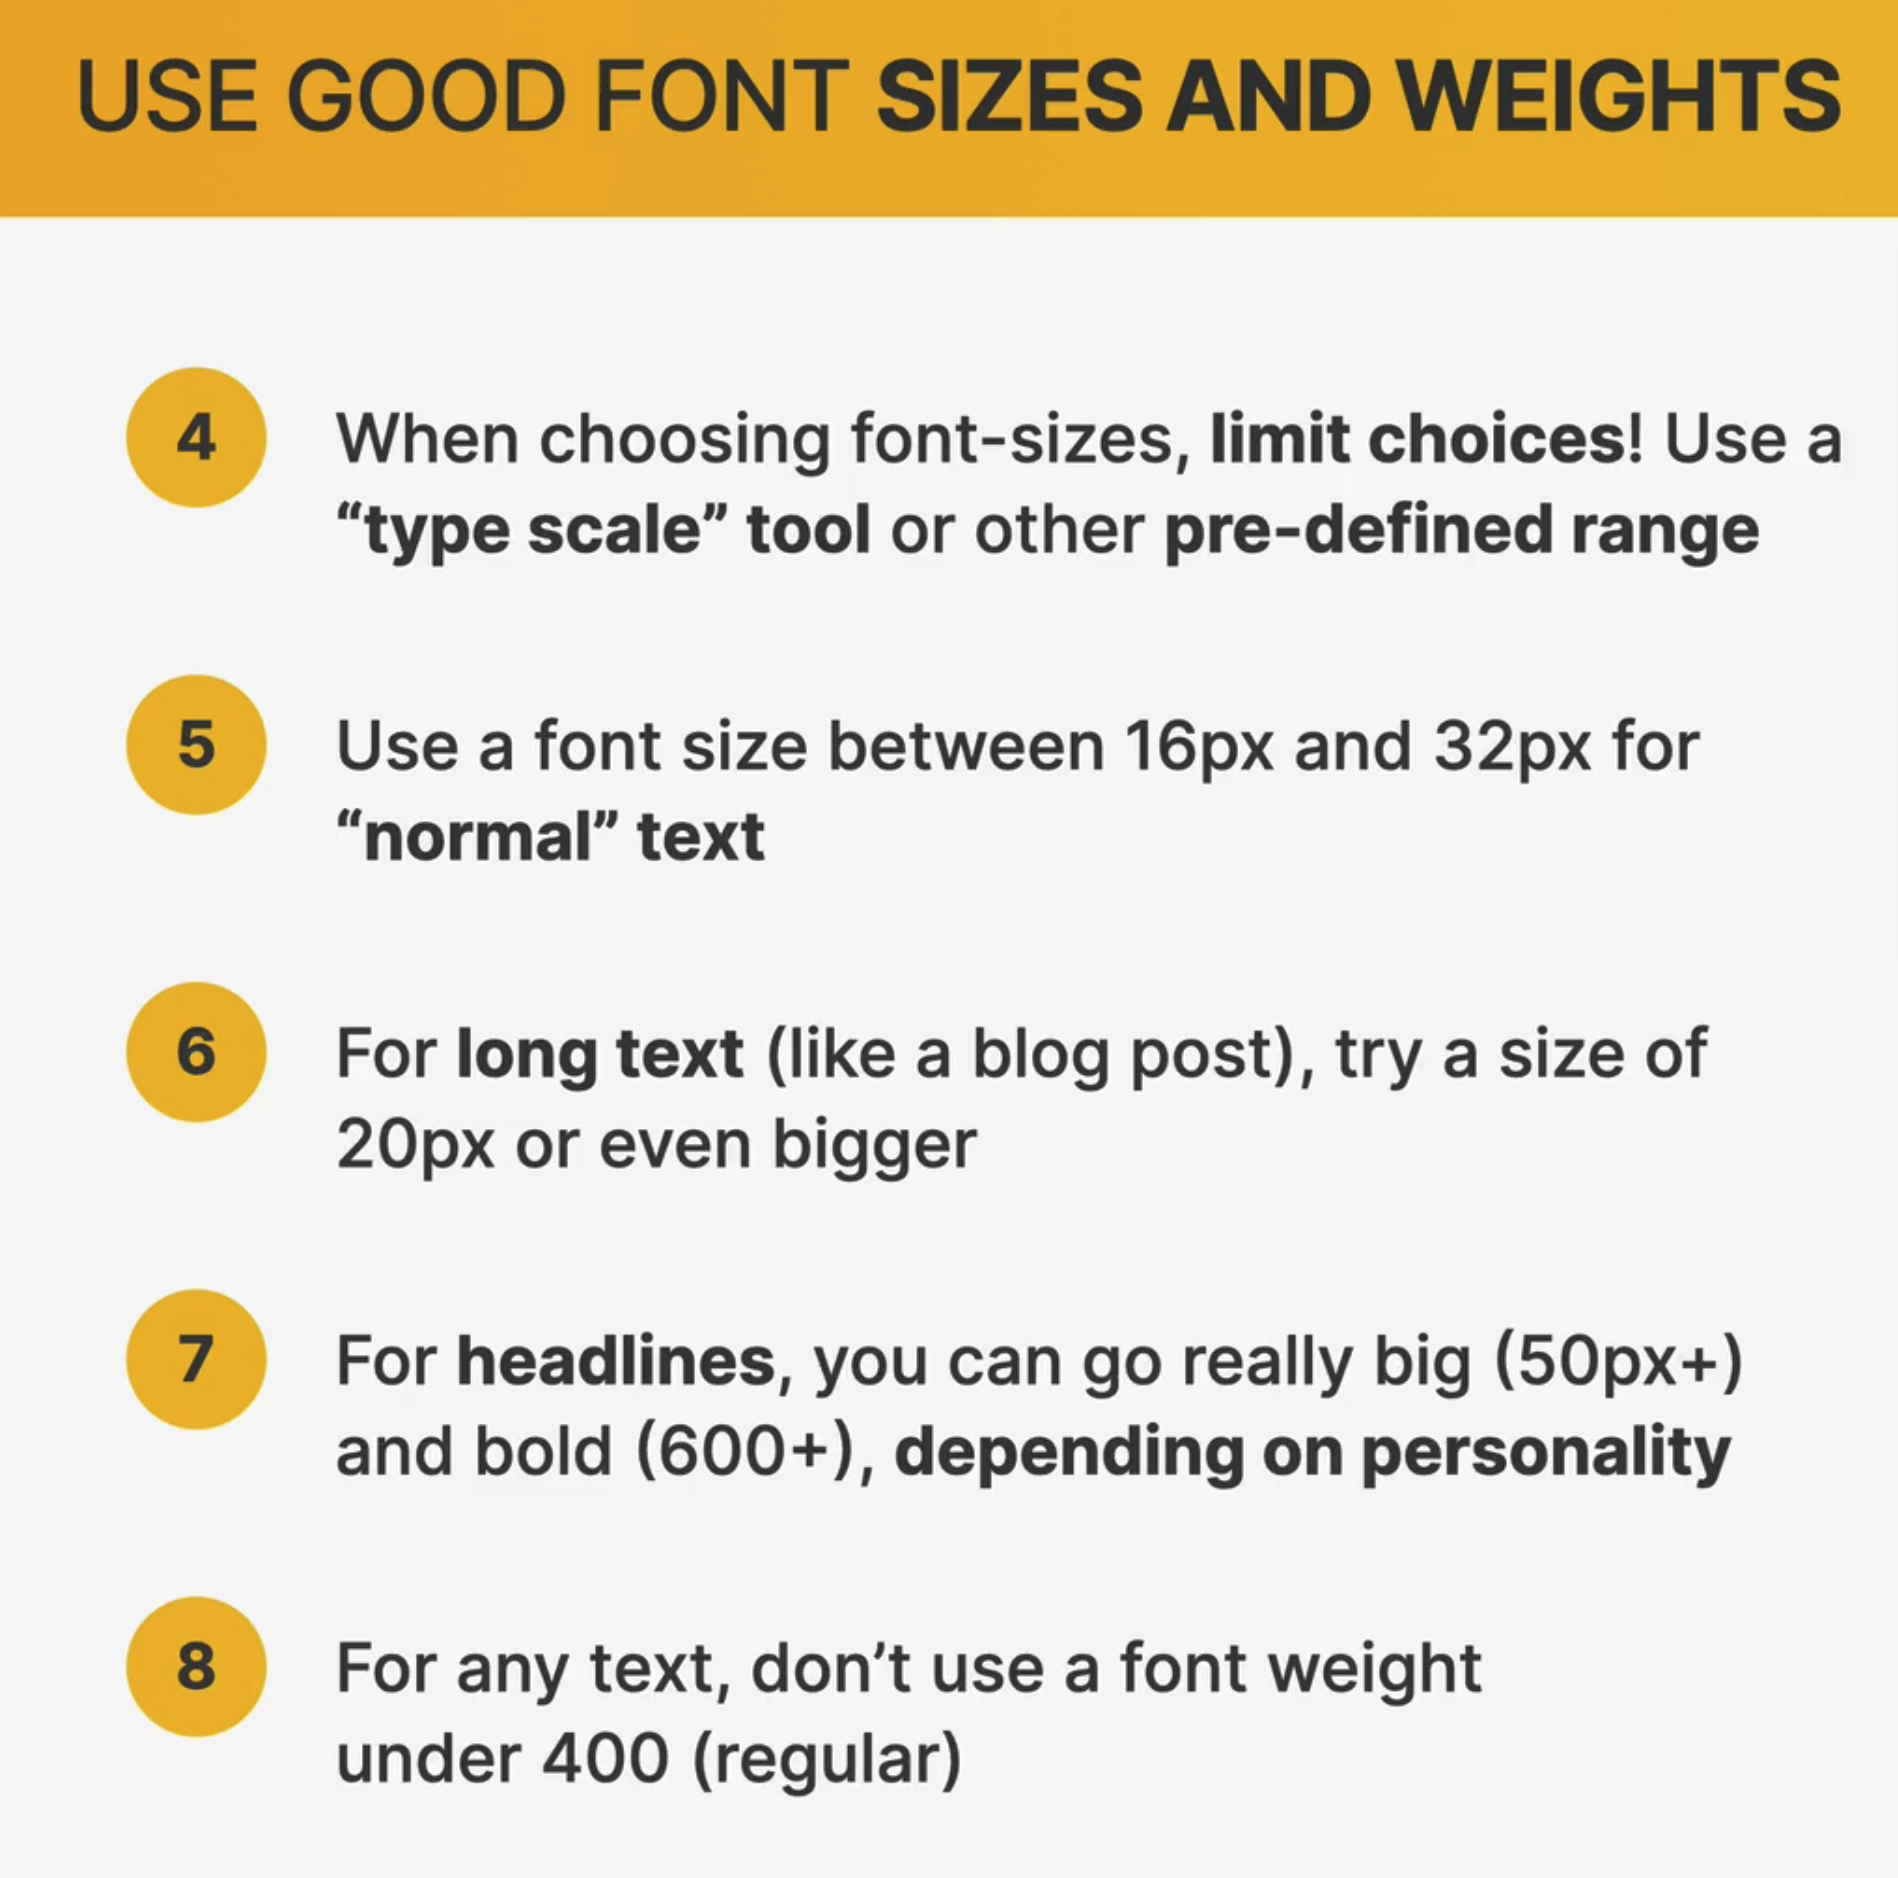 USE GOOD FONT SIZES AND WEIGHTS
4
When choosing font-sizes, limit choices! Use a
“type scale” tool or other pre-defined range
5
Use a font size between 16px and 32px for
“normal” text
6
For long text (like a blog post), try a size of
20px or even bigger
7
For headlines, you can go really big (50px+)
and bold (600+), depending on personality
8
For any text, don’t use a font weight
under 400 (regular)